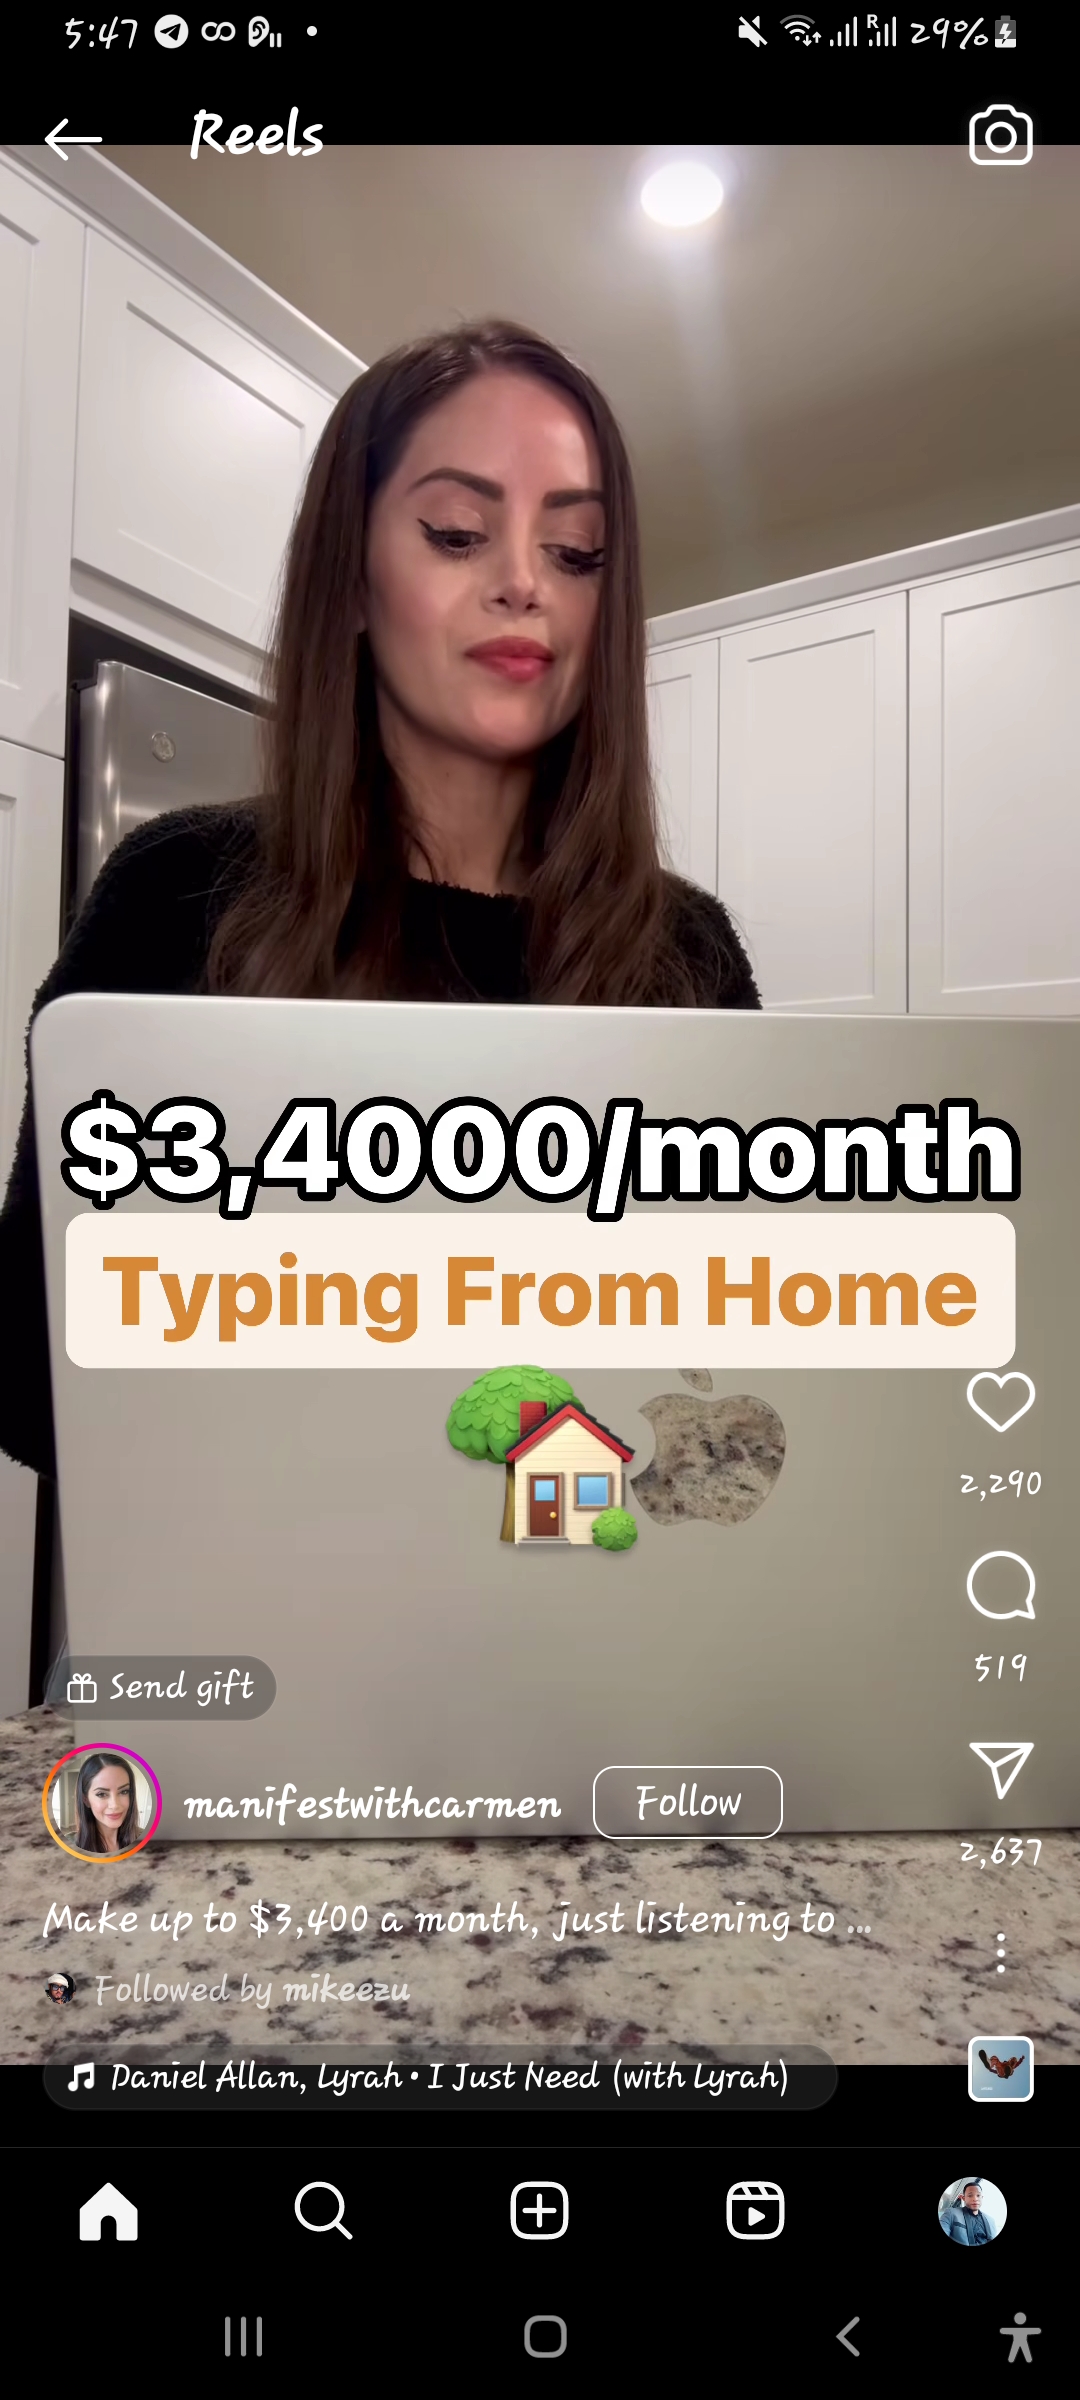 5:47
29%
Reels
$3,4000/month
Typing From Home
2,290
519
Send gift
manifestwithcarmen
Follow
2,637
Make up to $3,400 a month, just listening to ...
Followed by mikeezu
Daniel Allan, Lyrah • I Just Need (with Lyrah)